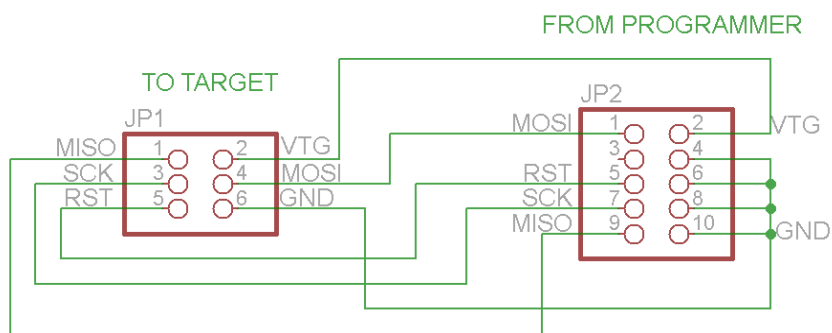 FROM PROGRAMMER
TO TARGET
JP1
MISO 1 2 VTG
SCK 3 4 MOSI
RST 5 6 GND
JP2
MOSI 1 2 VTG
3 4
RST 5 6
SCK 7 8
MISO 9 10 GND